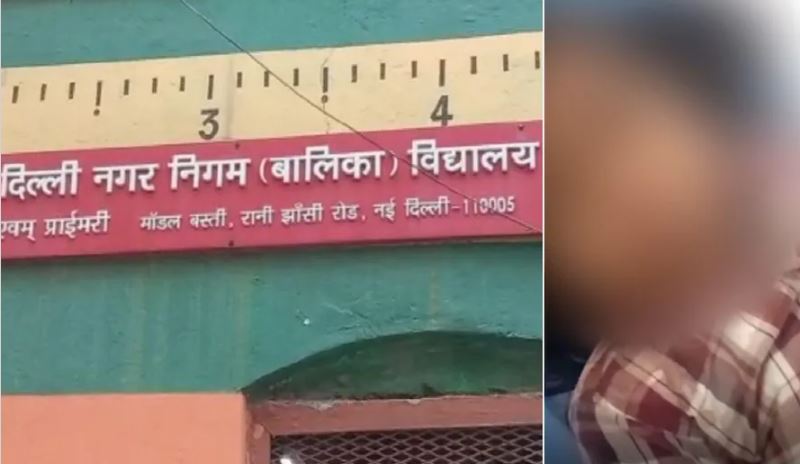 3 4
दिल्ली नगर निगम (बालिका) विद्यालय
एवम् प्राईमरी मॉडल बस्ती, रानी झाँसी रोड, नई दिल्ली-110005